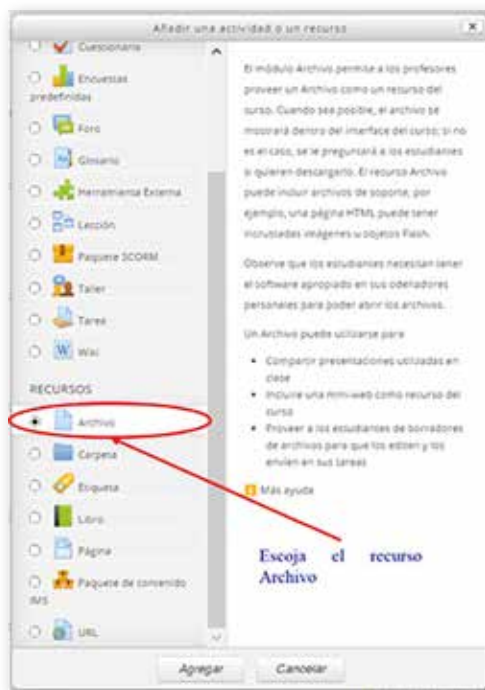 Añadir una actividad o un recurso
Cuestionario
Encuestas
predefinidas
Foro
Glosario
Herramienta Externa
Lección
Paquete SCORM
Taller
Tarea
Wiki
RECURSOS
Archivo
Carpeta
Etiqueta
Libro
Página
Paquete de contenido
IMS
URL
El módulo Archivo permite a los profesores
proveer un Archivo como un recurso del
curso. Cuando sea posible, el archivo se
mostrará dentro del interface del curso; si no
es el caso, se le preguntará a los estudiantes
si quieren descargarlo. El recurso Archivo
puede incluir archivos de soporte, por
ejemplo, una página HTML puede tener
incrustadas imágenes u objetos Flash.
Observe que los estudiantes necesitan tener
el software apropiado en sus odenadores
personales para poder abrir los archivos.
Un Archivo puede utilizarse para
Compartir presentaciones utilizadas en
clase
Incluir una mini-web como recurso del
curso
Proveer a los estudiantes de borradores
de archivos para que los editen y los
envíen en sus tareas
Más ayuda
Escoja el recurso
Archivo
Agregar
Cancelar